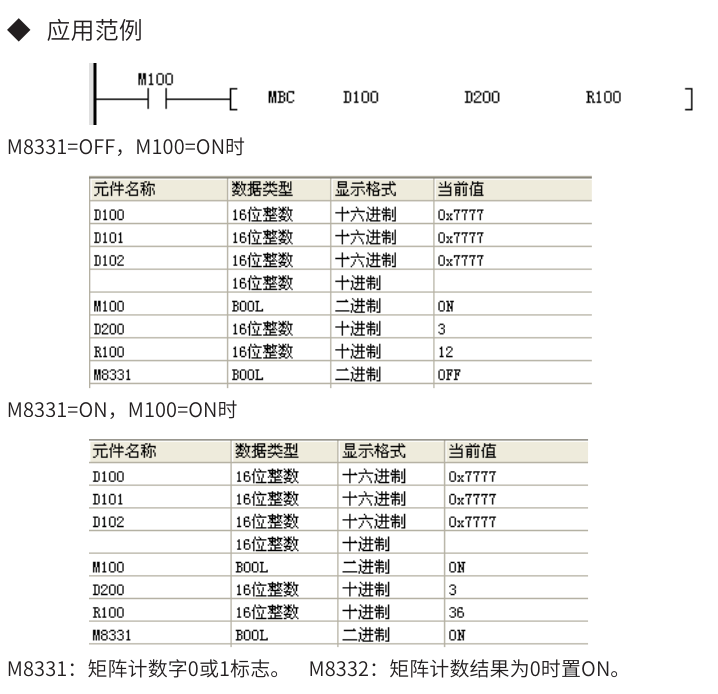 ◆ 应用范例
M100
[ MBC D100 D200 R100 ]
M8331=OFF，M100=ON时
元件名称 数据类型 显示格式 当前值
D100 16位整数 十六进制 0x7777
D101 16位整数 十六进制 0x7777
D102 16位整数 十六进制 0x7777
16位整数 十进制
M100 BOOL 二进制 ON
D200 16位整数 十进制 3
R100 16位整数 十进制 12
M8331 BOOL 二进制 OFF
M8331=ON，M100=ON时
元件名称 数据类型 显示格式 当前值
D100 16位整数 十六进制 0x7777
D101 16位整数 十六进制 0x7777
D102 16位整数 十六进制 0x7777
16位整数 十进制
M100 BOOL 二进制 ON
D200 16位整数 十进制 3
R100 16位整数 十进制 36
M8331 BOOL 二进制 ON
M8331：矩阵计数字0或1标志。 M8332：矩阵计数结果为0时置ON。